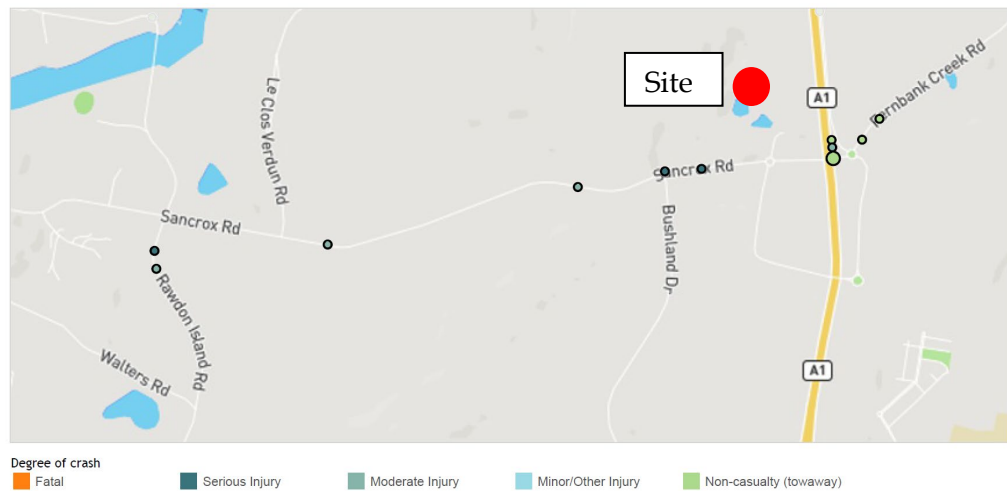 Site
A1
Fernbank Creek Rd
Le Clos Verdun Rd
Sancrox Rd
Sancrox Rd
Bushland Dr
Rawdon Island Rd
Walters Rd
A1
Degree of crash
Fatal
Serious Injury
Moderate Injury
Minor/Other Injury
Non-casualty (towaway)